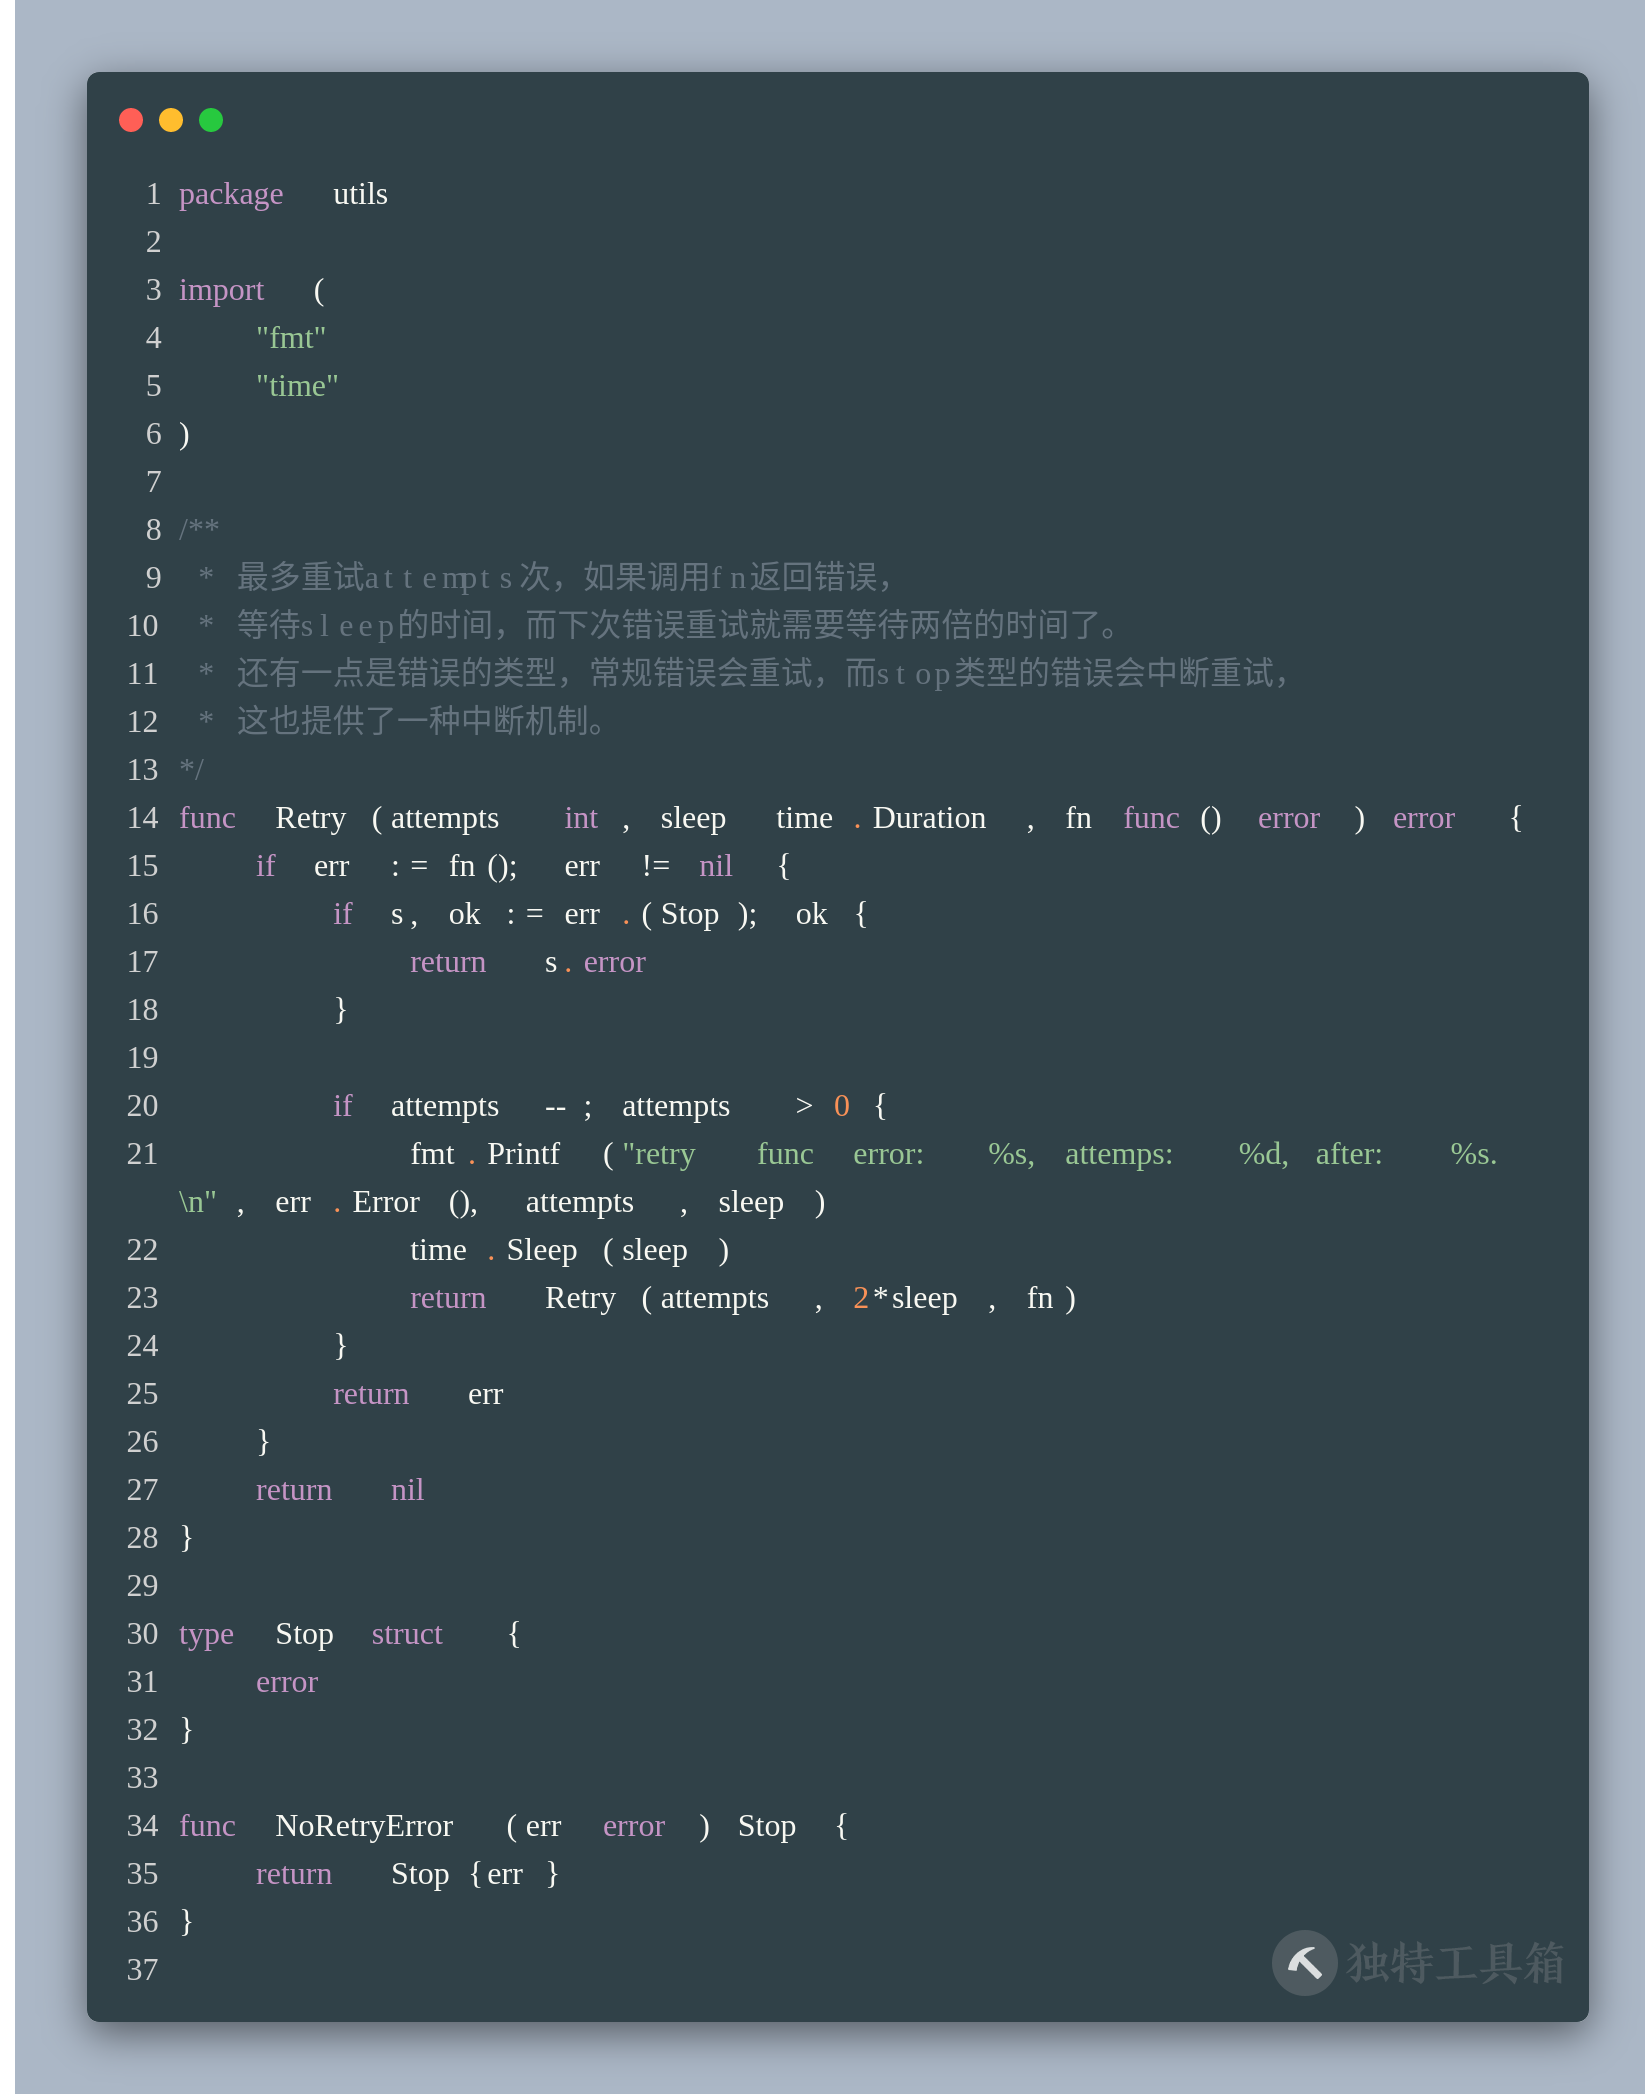 1 package utils
2
3 import (
4     "fmt"
5     "time"
6 )
7
8 /**
9  * 最多重试attempts次，如果调用fn返回错误，
10  * 等待sleep的时间，而下次错误重试就需要等待两倍的时间了。
11  * 还有一点是错误的类型，常规错误会重试，而stop类型的错误会中断重试，
12  * 这也提供了一种中断机制。
13 */
14 func Retry(attempts int, sleep time.Duration, fn func() error) error {
15     if err := fn(); err != nil {
16         if s, ok := err.(Stop); ok {
17             return s.error
18         }
19
20         if attempts--; attempts > 0 {
21             fmt.Printf("retry func error: %s, attemps: %d, after: %s.
\n", err.Error(), attempts, sleep)
22             time.Sleep(sleep)
23             return Retry(attempts, 2*sleep, fn)
24         }
25         return err
26     }
27     return nil
28 }
29
30 type Stop struct {
31     error
32 }
33
34 func NoRetryError(err error) Stop {
35     return Stop{err}
36 }
37
独特工具箱